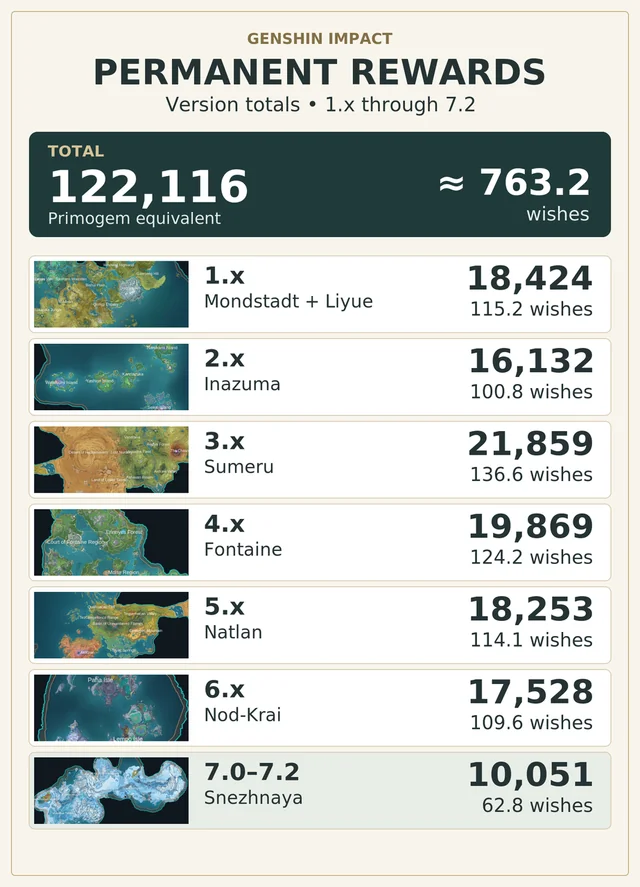 GENSHIN IMPACT
PERMANENT REWARDS
Version totals • 1.x through 7.2
TOTAL
122,116
Primogem equivalent
≈ 763.2
wishes
1.x
Mondstadt + Liyue
18,424
115.2 wishes
2.x
Inazuma
16,132
100.8 wishes
3.x
Sumeru
21,859
136.6 wishes
4.x
Fontaine
19,869
124.2 wishes
5.x
Natlan
18,253
114.1 wishes
6.x
Nod-Krai
17,528
109.6 wishes
Lempo Isle
7.0–7.2
Snezhnaya
10,051
62.8 wishes